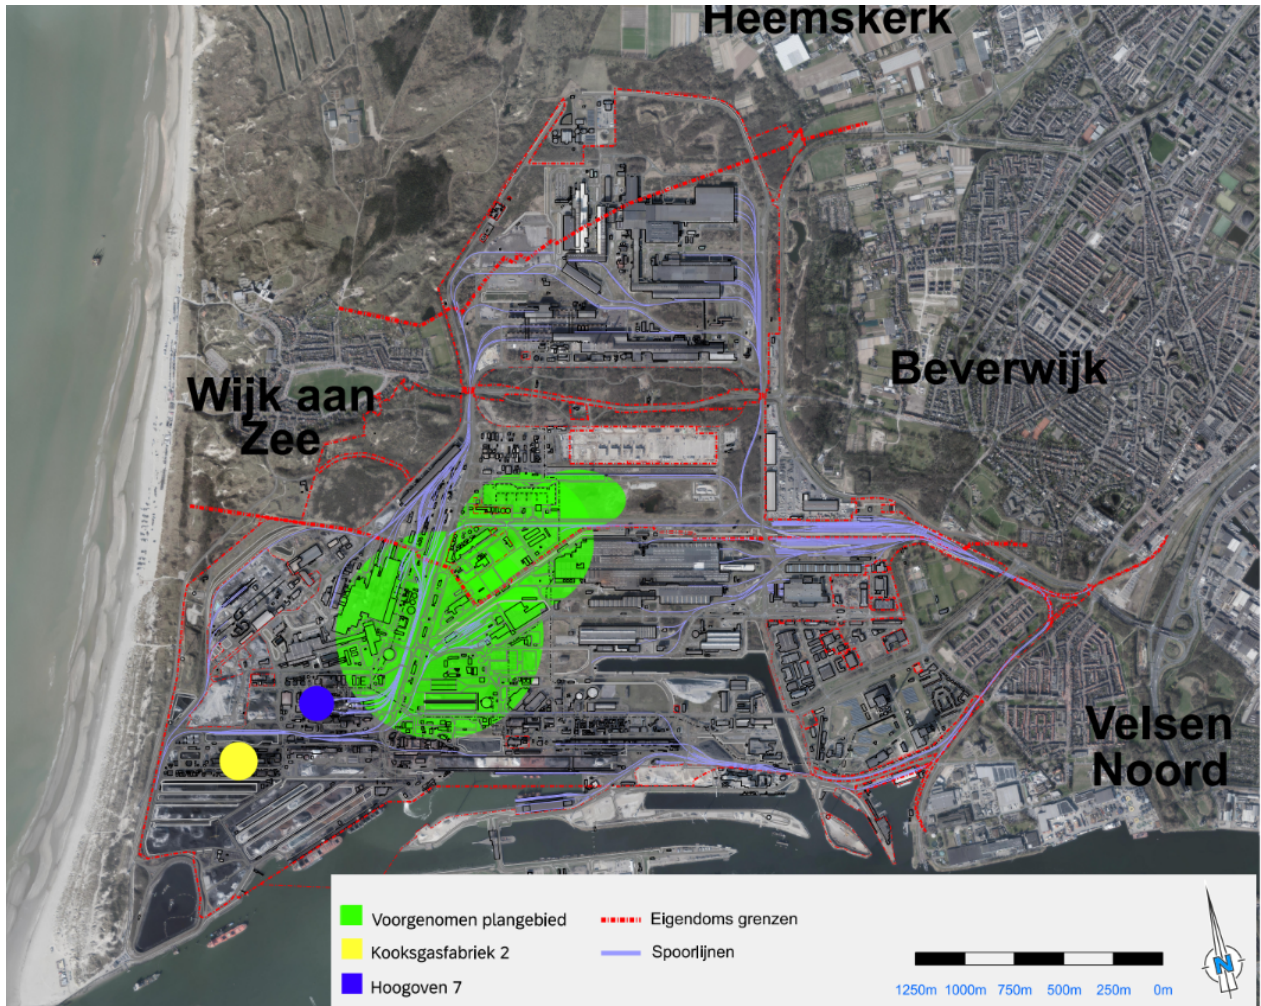 Heemskerk
Beverwijk
Wijk aan
Zee
Velsen
Noord
Voorgenomen plangebied
Kooksgasfabriek 2
Hoogoven 7
Eigendoms grenzen
Spoorlijnen
1250m 1000m 750m 500m 250m 0m
N